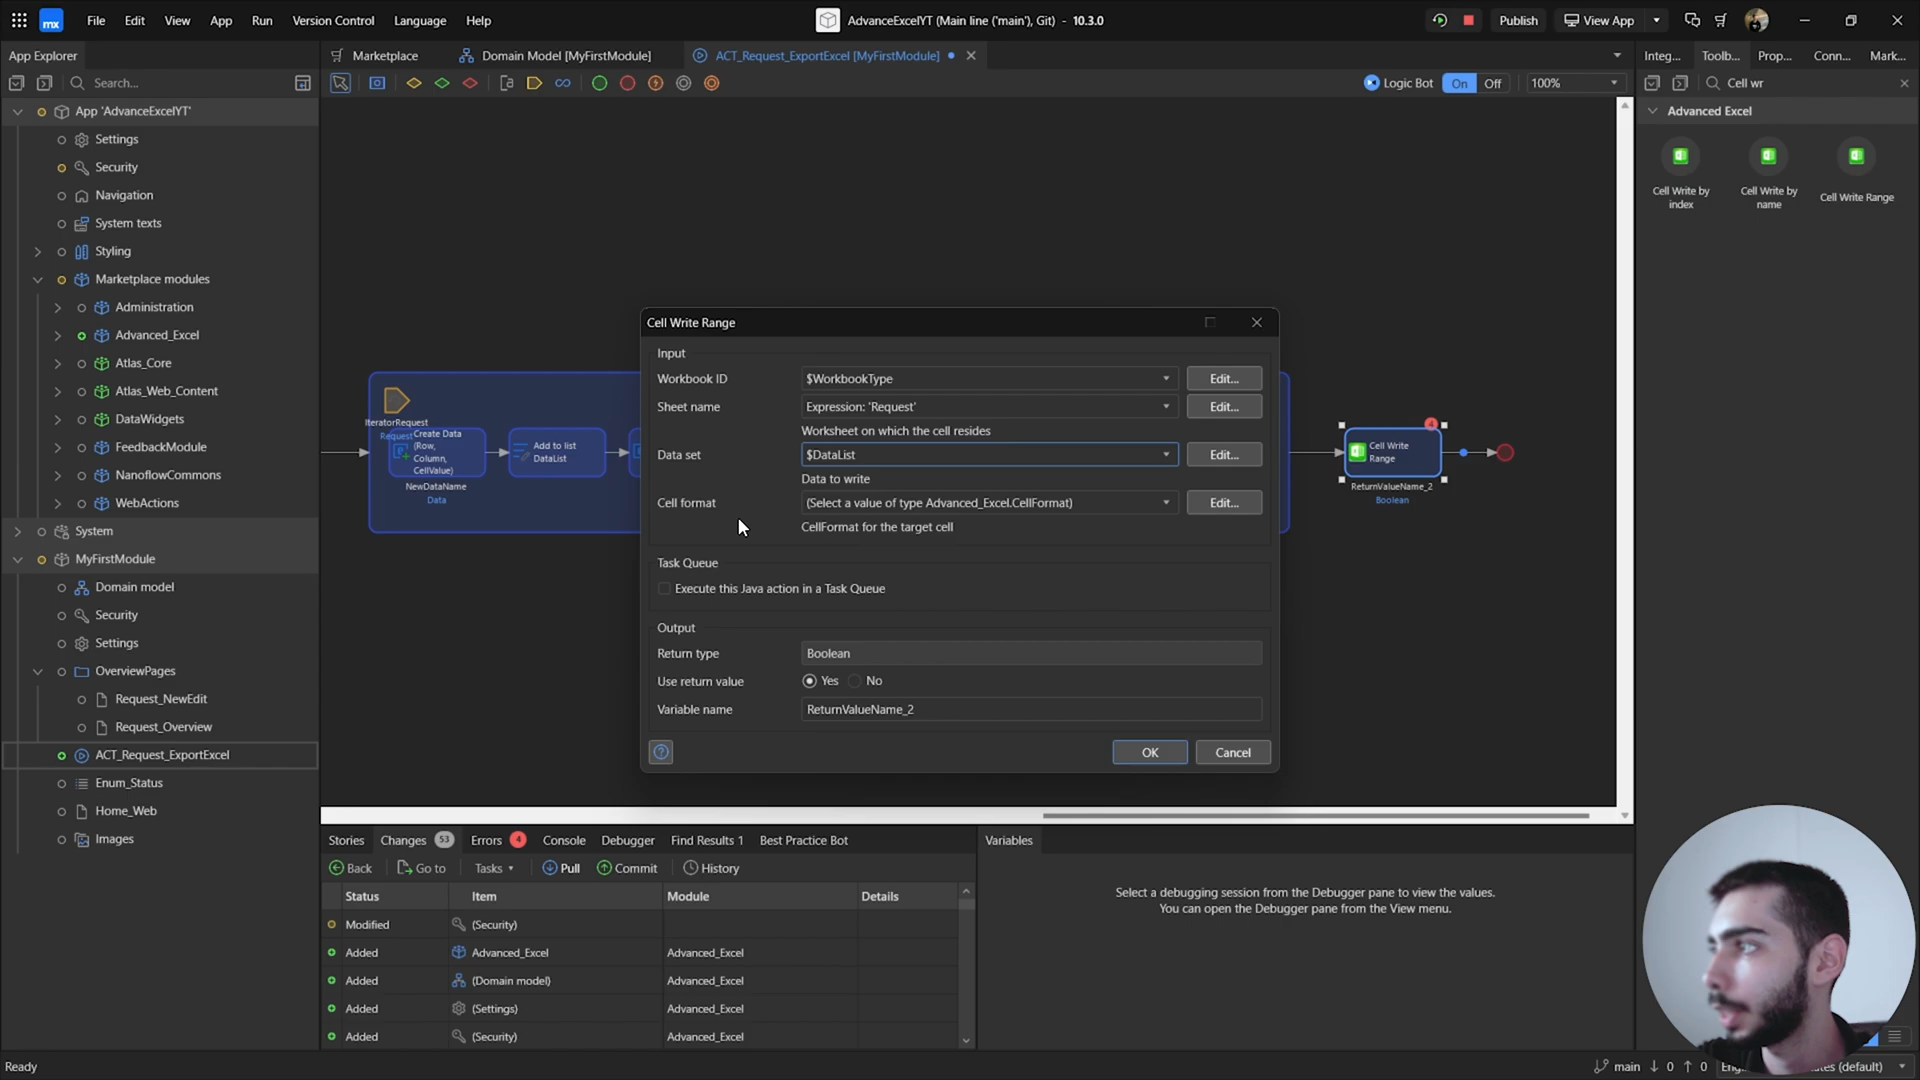 mx
File Edit View App Run Version Control Language Help
AdvanceExcelYT (Main line ('main'), Git) - 10.3.0
Publish
View App
App Explorer
Marketplace
Domain Model [MyFirstModule]
ACT_Request_ExportExcel [MyFirstModule]
Integ...
Toolb...
Prop...
Conn...
Mark...
Search...
Logic Bot
On
Off
100%
Cell wr
App 'AdvanceExcelYT'
Settings
Security
Navigation
System texts
Styling
Marketplace modules
Administration
Advanced_Excel
Atlas_Core
Atlas_Web_Content
DataWidgets
FeedbackModule
NanoflowCommons
WebActions
System
MyFirstModule
Domain model
Security
Settings
OverviewPages
Request_NewEdit
Request_Overview
ACT_Request_ExportExcel
Enum_Status
Home_Web
Images
Advanced Excel
Cell Write by
index
Cell Write by
name
Cell Write Range
IteratorRequest
Request
Create Data
(Row,
Column,
CellValue)
NewDataName
Data
Add to list
DataList
Cell Write
Range
4
ReturnValueName_2
Boolean
Cell Write Range
Input
Workbook ID
$WorkbookType
Edit...
Sheet name
Expression: 'Request'
Edit...
Worksheet on which the cell resides
Data set
$DataList
Edit...
Data to write
Cell format
(Select a value of type Advanced_Excel.CellFormat)
Edit...
CellFormat for the target cell
Task Queue
Execute this Java action in a Task Queue
Output
Return type
Boolean
Use return value
Yes
No
Variable name
ReturnValueName_2
OK
Cancel
Stories
Changes 53
Errors 4
Console
Debugger
Find Results 1
Best Practice Bot
Variables
Back
Go to
Tasks
Pull
Commit
History
Status Item Module Details
Modified (Security)
Added Advanced_Excel Advanced_Excel
Added (Domain model) Advanced_Excel
Added (Settings) Advanced_Excel
Added (Security) Advanced_Excel
Select a debugging session from the Debugger pane to view the values.
You can open the Debugger pane from the View menu.
Ready
main
0
0
(default)